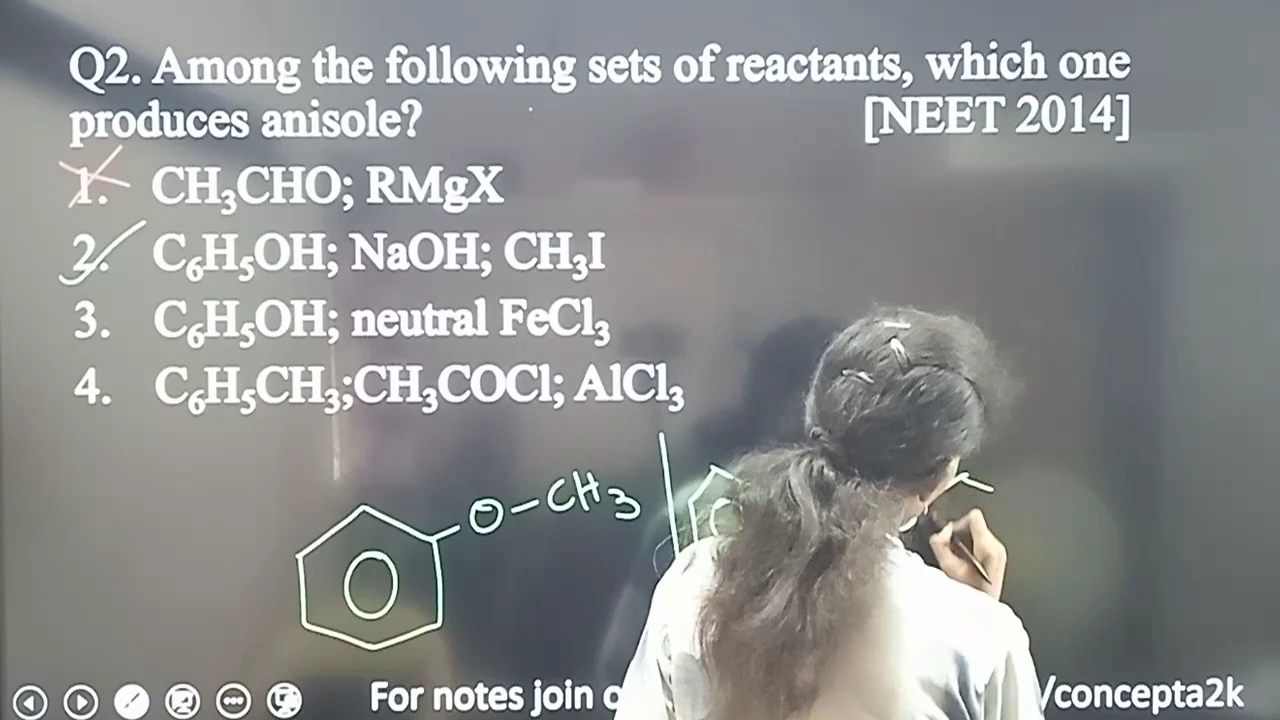 Q2. Among the following sets of reactants, which one
produces anisole? [NEET 2014]
1. CH₃CHO; RMgX
2. C₆H₅OH; NaOH; CH₃I
3. C₆H₅OH; neutral FeCl₃
4. C₆H₅CH₃;CH₃COCl; AlCl₃
O-CH₃
For notes join /concepta2k